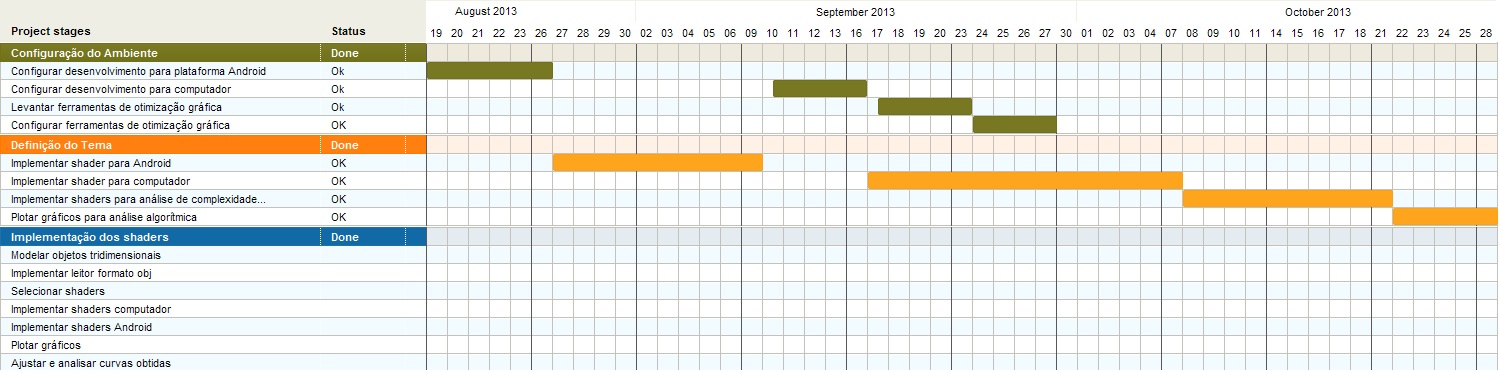 August 2013 September 2013 October 2013
Project stages Status 19 20 21 22 23 26 27 28 29 30 02 03 05 06 09 10 12 13 16 17 18 19 20 23 24 25 26 27 30 01 02 03 04 07 08 09 10 11 14 15 16 17 18 21 22 23 24 25 28
Configuração do Ambiente Done
Configurar desenvolvimento para plataforma Android Ok
Configurar desenvolvimento para computador Ok
Levantar ferramentas de otimização gráfica Ok
Configurar ferramentas de otimização gráfica OK
Definição do Tema Done
Implementar shader para Android OK
Implementar shader para computador OK
Implementar shaders para análise de complexidade... OK
Plotar gráficos para análise algorítmica OK
Implementação dos shaders Done
Modelar objetos tridimensionais
Implementar leitor formato obj
Selecionar shaders
Implementar shaders computador
Implementar shaders Android
Plotar gráficos
Ajustar e analisar curvas obtidas